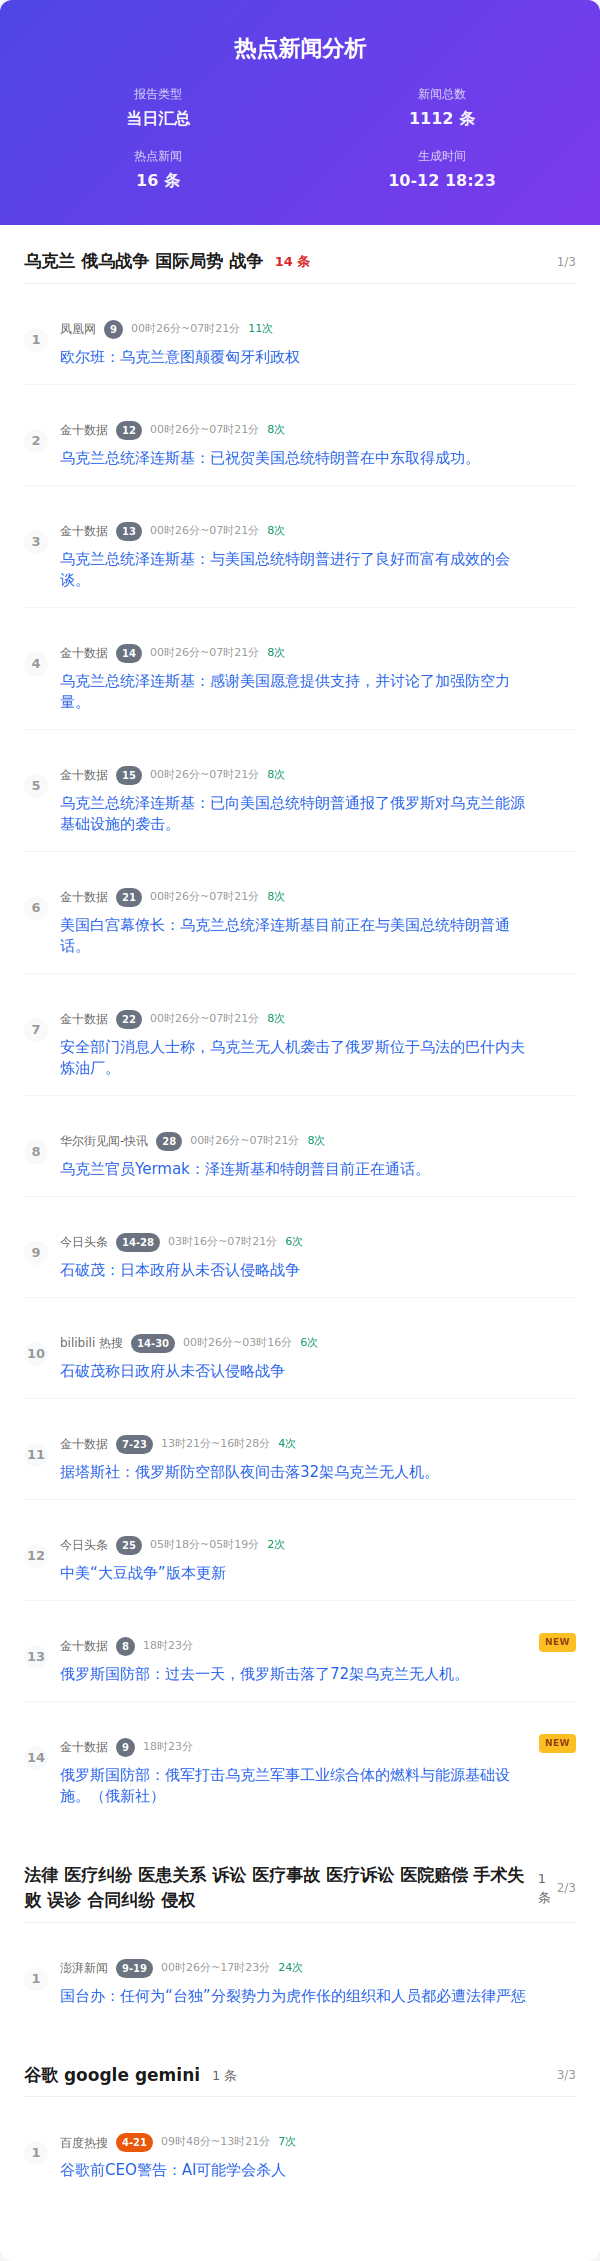 热点新闻分析
报告类型
新闻总数
当日汇总
1112 条
热点新闻
生成时间
16 条
10-12 18:23
乌克兰 俄乌战争 国际局势 战争 14 条 1/3
1 凤凰网 9 00时26分~07时21分 11次
欧尔班：乌克兰意图颠覆匈牙利政权
2 金十数据 12 00时26分~07时21分 8次
乌克兰总统泽连斯基：已祝贺美国总统特朗普在中东取得成功。
3 金十数据 13 00时26分~07时21分 8次
乌克兰总统泽连斯基：与美国总统特朗普进行了良好而富有成效的会
谈。
4 金十数据 14 00时26分~07时21分 8次
乌克兰总统泽连斯基：感谢美国愿意提供支持，并讨论了加强防空力
量。
5 金十数据 15 00时26分~07时21分 8次
乌克兰总统泽连斯基：已向美国总统特朗普通报了俄罗斯对乌克兰能源
基础设施的袭击。
6 金十数据 21 00时26分~07时21分 8次
美国白宫幕僚长：乌克兰总统泽连斯基目前正在与美国总统特朗普通
话。
7 金十数据 22 00时26分~07时21分 8次
安全部门消息人士称，乌克兰无人机袭击了俄罗斯位于乌法的巴什内夫
炼油厂。
8 华尔街见闻-快讯 28 00时26分~07时21分 8次
乌克兰官员Yermak：泽连斯基和特朗普目前正在通话。
9 今日头条 14-28 03时16分~07时21分 6次
石破茂：日本政府从未否认侵略战争
10 bilibili 热搜 14-30 00时26分~03时16分 6次
石破茂称日政府从未否认侵略战争
11 金十数据 7-23 13时21分~16时28分 4次
据塔斯社：俄罗斯防空部队夜间击落32架乌克兰无人机。
12 今日头条 25 05时18分~05时19分 2次
中美“大豆战争”版本更新
13 金十数据 8 18时23分 NEW
俄罗斯国防部：过去一天，俄罗斯击落了72架乌克兰无人机。
14 金十数据 9 18时23分 NEW
俄罗斯国防部：俄军打击乌克兰军事工业综合体的燃料与能源基础设
施。（俄新社）
法律 医疗纠纷 医患关系 诉讼 医疗事故 医疗诉讼 医院赔偿 手术失
败 误诊 合同纠纷 侵权
1
条
2/3
1 澎湃新闻 9-19 00时26分~17时23分 24次
国台办：任何为“台独”分裂势力为虎作伥的组织和人员都必遭法律严惩
谷歌 google gemini 1 条 3/3
1 百度热搜 4-21 09时48分~13时21分 7次
谷歌前CEO警告：AI可能学会杀人